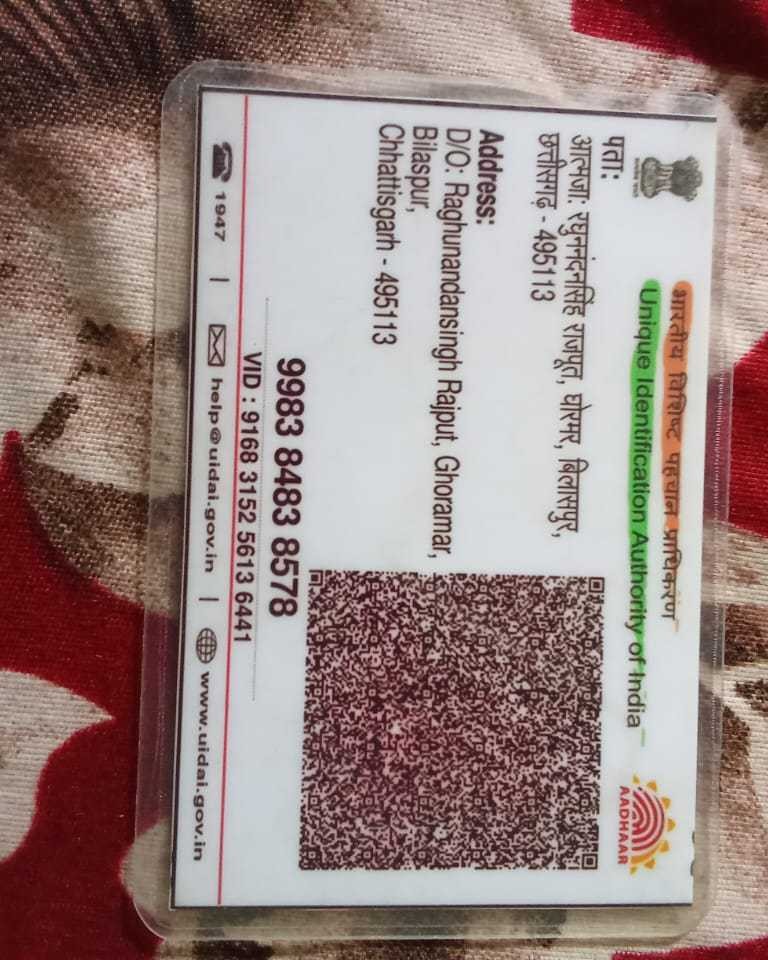 भारतीय विशिष्ट पहचान प्राधिकरण
Unique Identification Authority of India
AADHAAR
पता:
आत्मजा: रघुननंदनसिंह राजपूत, घोरमर, बिलासपुर,
छत्तीसगढ़ - 495113
Address:
D/O: Raghunandansingh Rajput, Ghoramar,
Bilaspur,
Chhattisgarh - 495113
9983 8483 8578
VID : 9168 3152 5613 6441
1947 | help@uidai.gov.in | www.uidai.gov.in